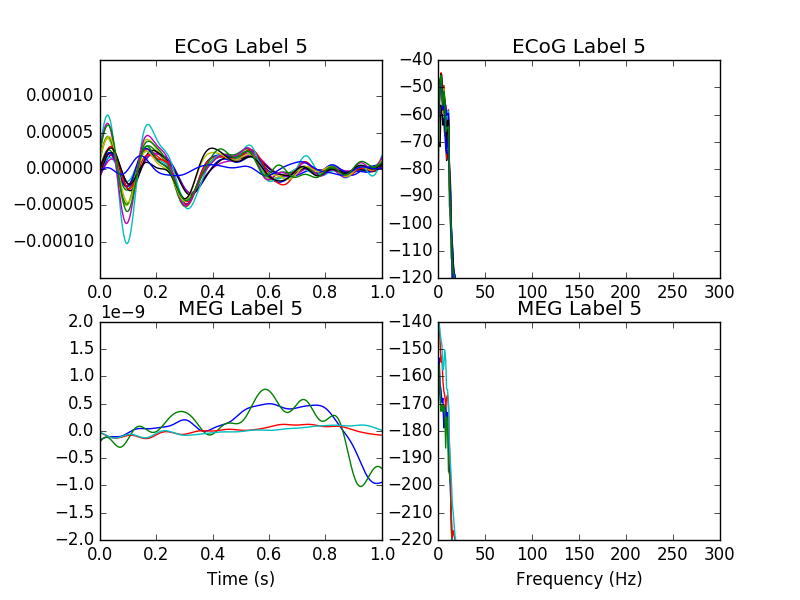 ECoG Label 5
0.00010
0.00005
0.00000
−0.00005
−0.00010
0.0 0.2 0.4 0.6 0.8 1.0
ECoG Label 5
−40
−50
−60
−70
−80
−90
−100
−110
−120
0 50 100 150 200 250 300
MEG Label 5
1e−9
2.0
1.5
1.0
0.5
0.0
−0.5
−1.0
−1.5
−2.0
0.0 0.2 0.4 0.6 0.8 1.0
Time (s)
MEG Label 5
−140
−150
−160
−170
−180
−190
−200
−210
−220
0 50 100 150 200 250 300
Frequency (Hz)